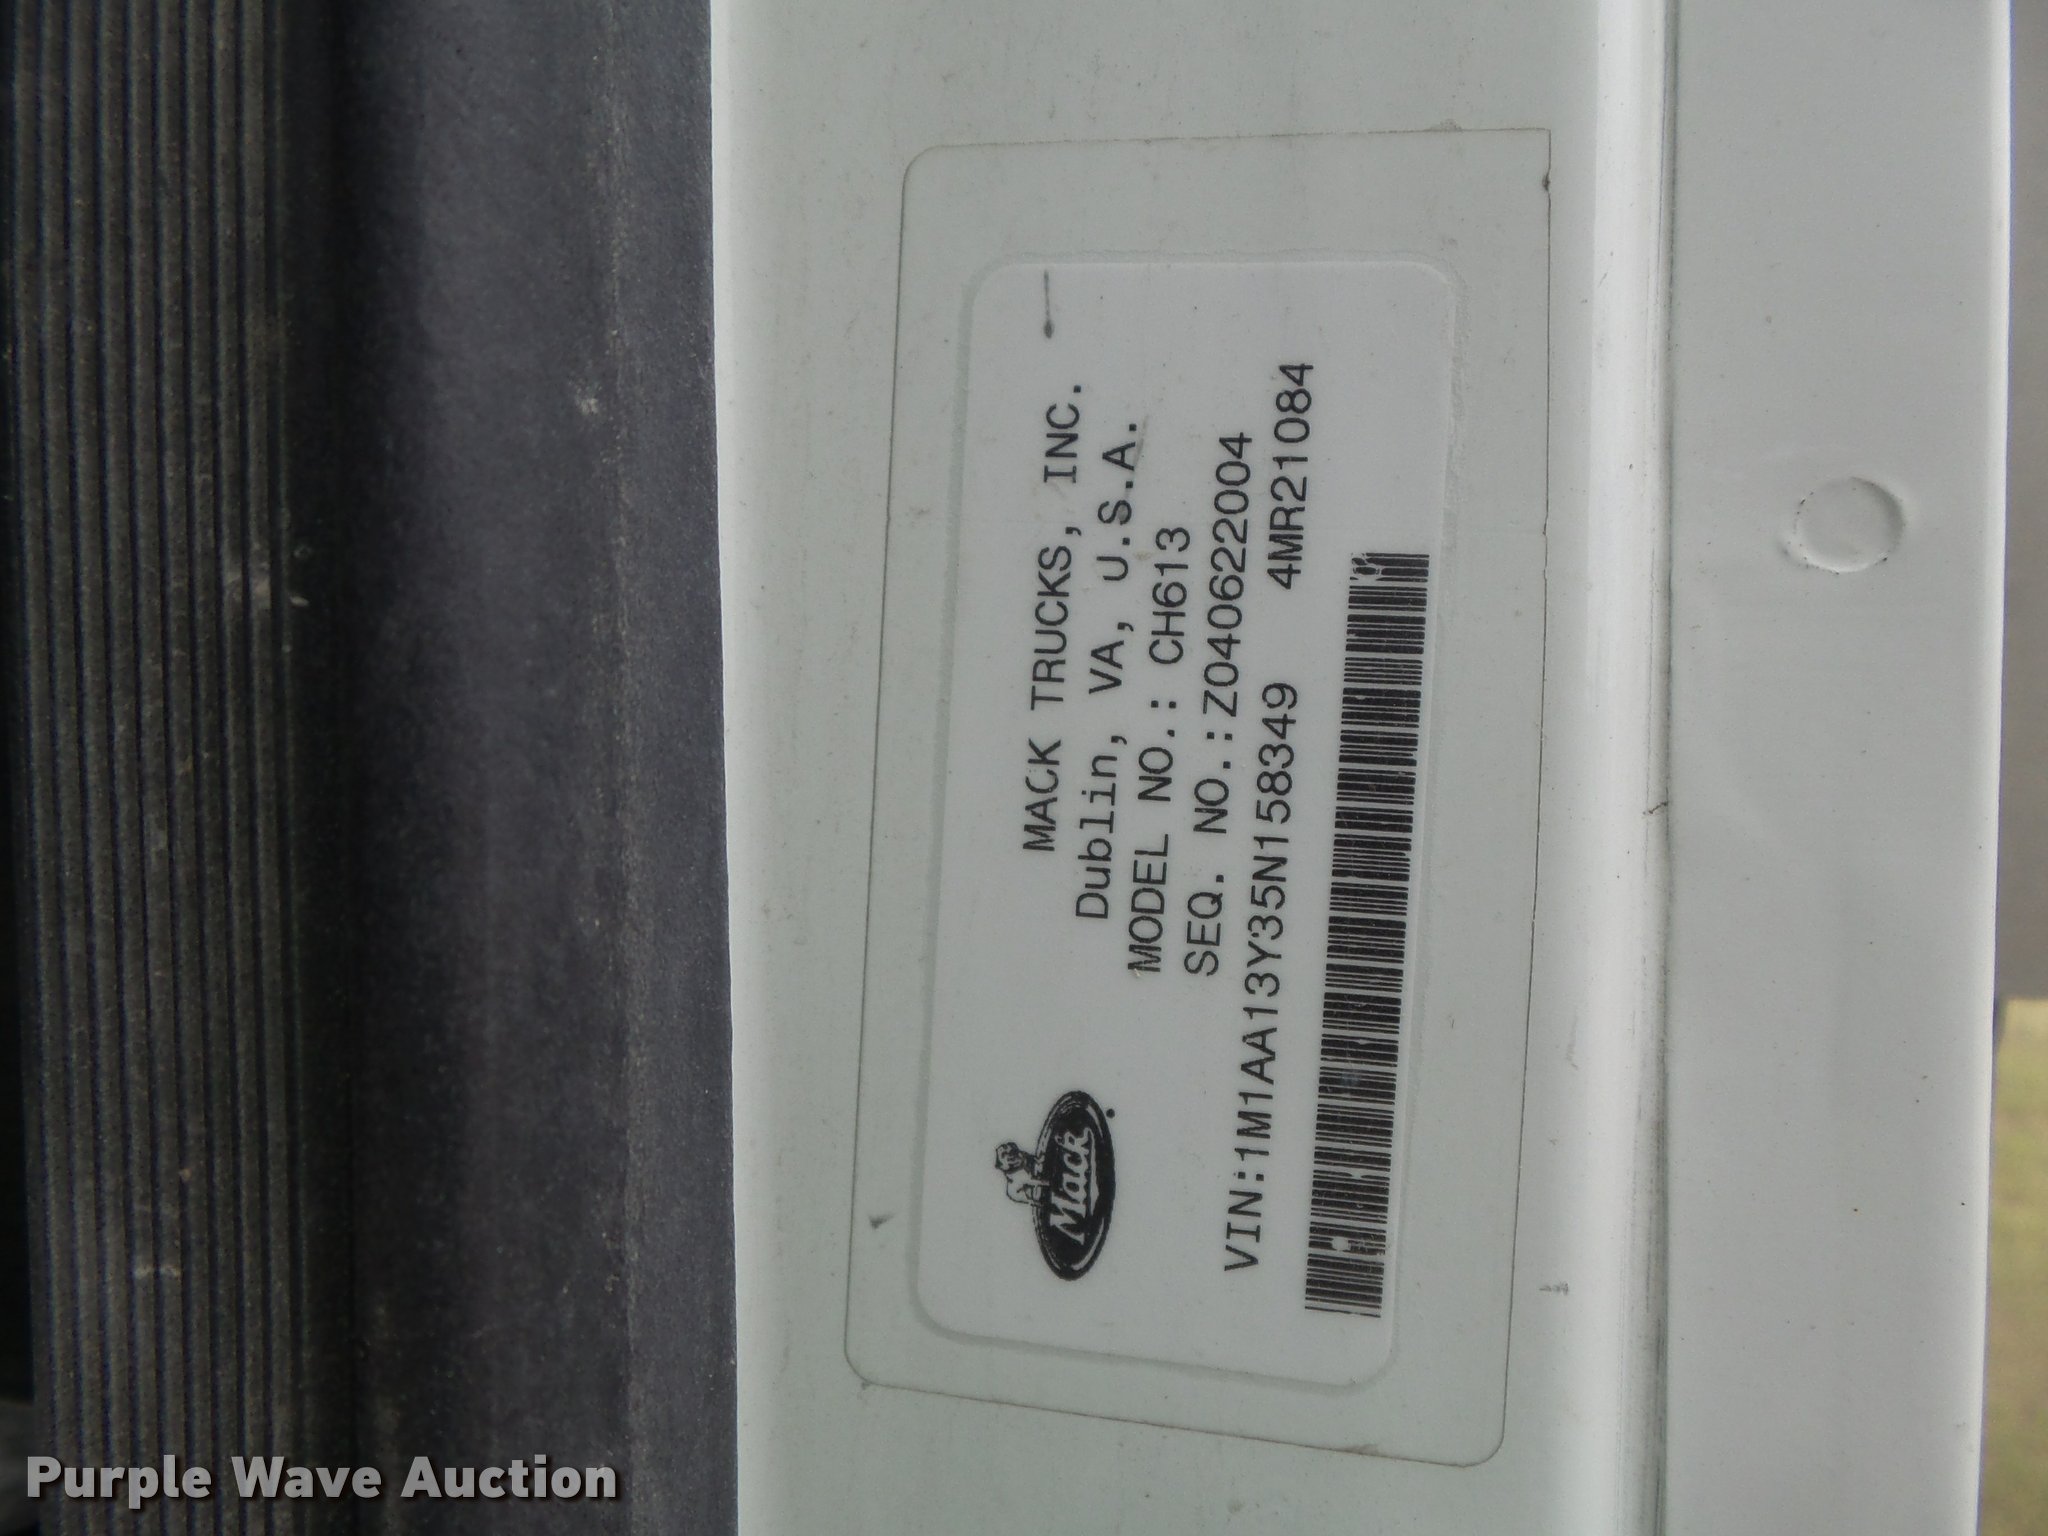 MACK TRUCKS, INC.
Dublin, VA, U.S.A.
MODEL NO.: CH613
SEQ. NO.:Z040622004
VIN:1M1AA13Y35N158349 4MR21084
Mack
Purple Wave Auction